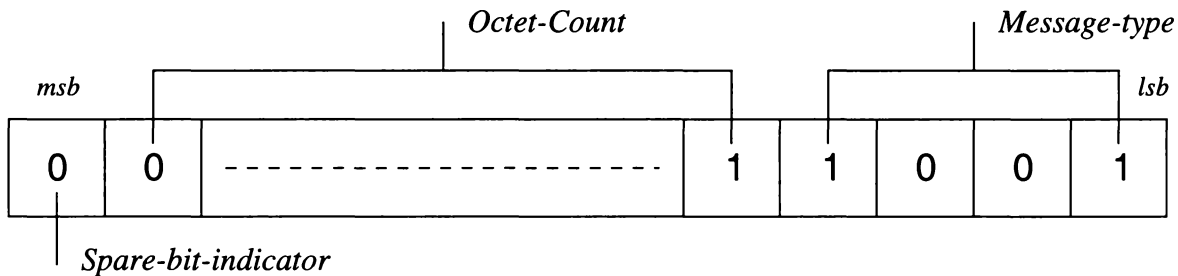 Octet-Count Message-type
msb lsb
0 0 1 1 0 0 1
Spare-bit-indicator